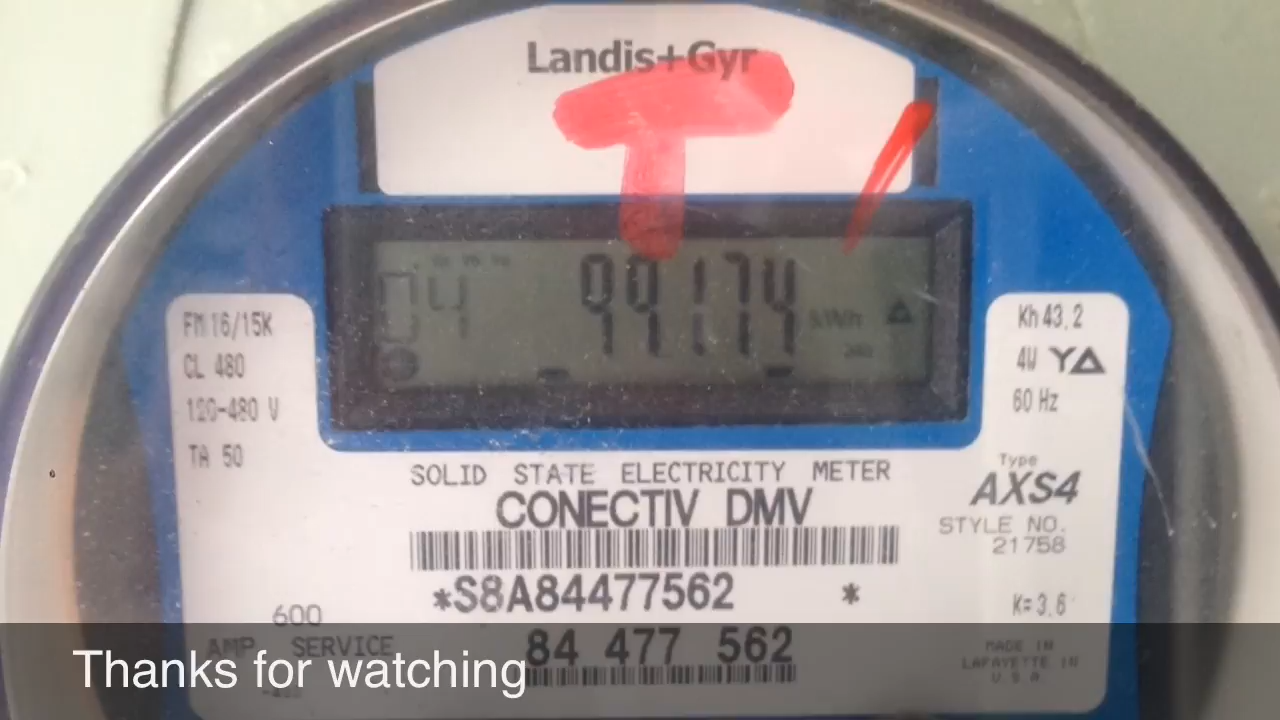 Landis+Gyr
T /
04 99174 kWh
FM16/15K
CL 480
120-480 V
TA 50
Kh 43.2
4W YΔ
60 Hz
SOLID STATE ELECTRICITY METER
CONECTIV DMV
*S8A84477562 *
84 477 562
Type
AXS4
STYLE NO.
21758
K=3.6
600
AMP SERVICE
MADE IN
LAFAYETTE IN
U.S.A
Thanks for watching